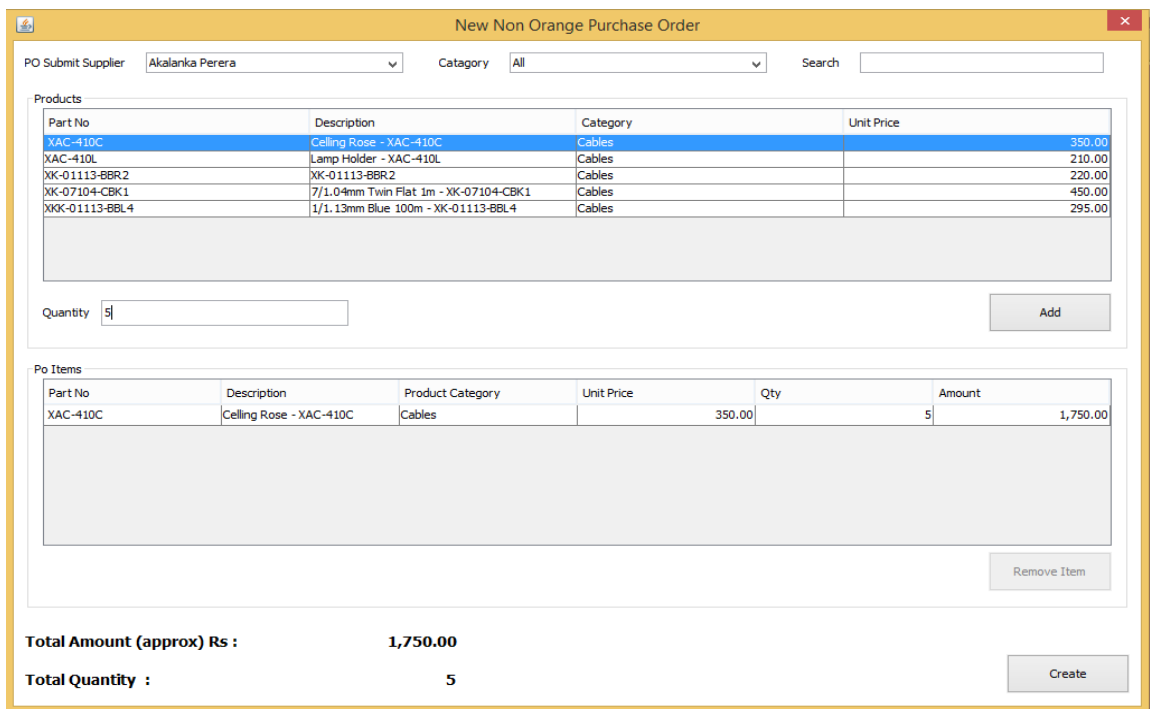 New Non Orange Purchase Order
PO Submit Supplier Akalanka Perera Catagory All Search
Products
Part No Description Category Unit Price
XAC-410C Celling Rose - XAC-410C Cables 350.00
XAC-410L Lamp Holder - XAC-410L Cables 210.00
XK-01113-BBR2 XK-01113-BBR2 Cables 220.00
XK-07104-CBK1 7/1.04mm Twin Flat 1m - XK-07104-CBK1 Cables 450.00
XKK-01113-BBL4 1/1.13mm Blue 100m - XK-01113-BBL4 Cables 295.00
Quantity 5 Add
Po Items
Part No Description Product Category Unit Price Qty Amount
XAC-410C Celling Rose - XAC-410C Cables 350.00 5 1,750.00
Remove Item
Total Amount (approx) Rs : 1,750.00
Total Quantity : 5 Create